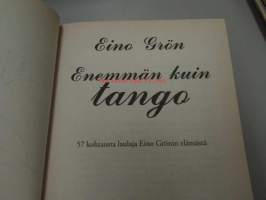 Eino Grön
Enemmän kuin
tango
57 kohtausta laulaja Eino Grönin elämästä